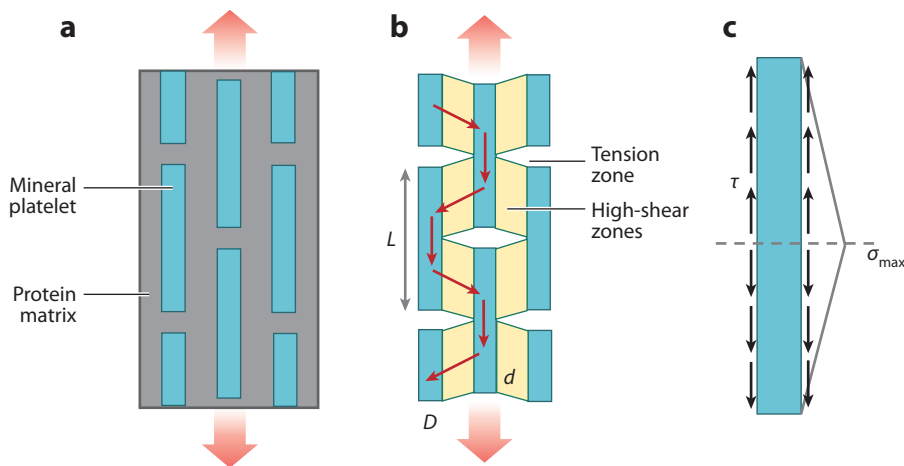 a
b
c
Mineral
platelet
Protein
matrix
L
D
d
Tension
zone
High-shear
zones
τ
σmax